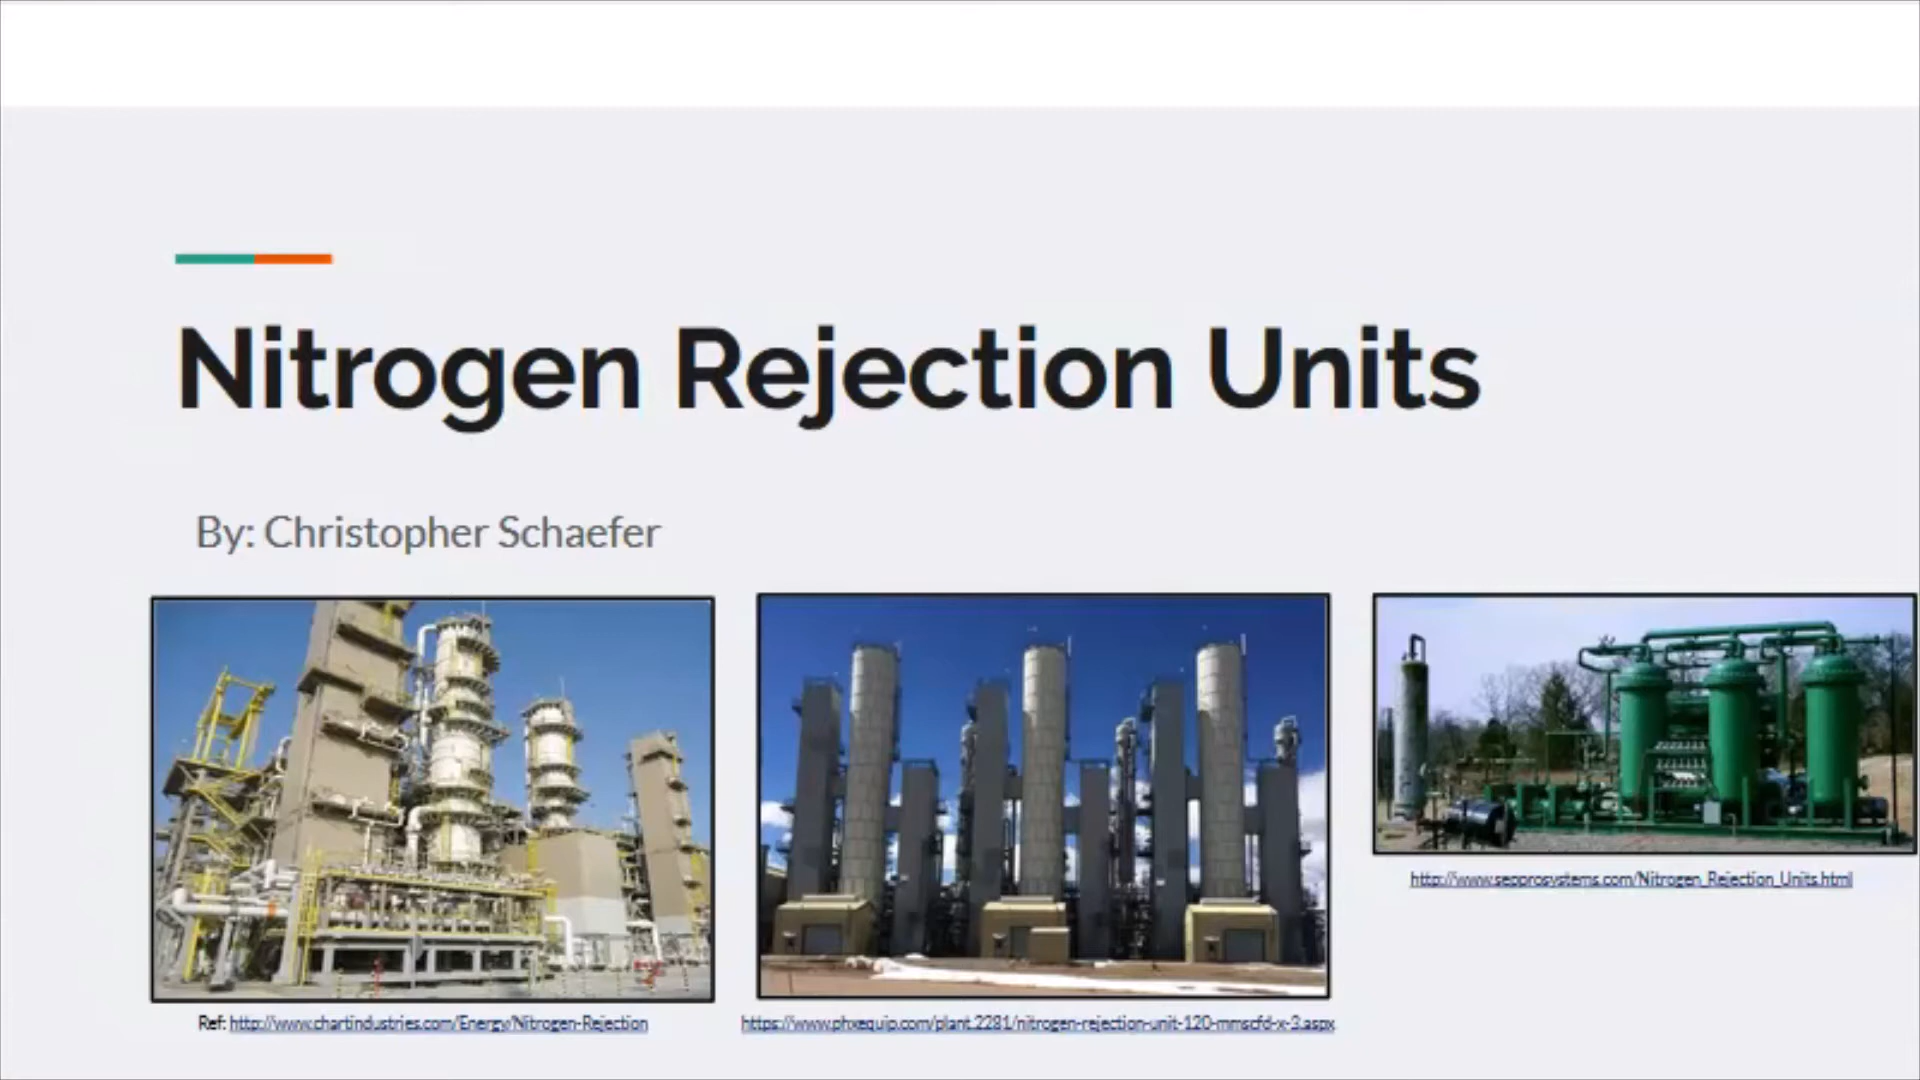 Nitrogen Rejection Units
By: Christopher Schaefer
http://www.sepprosystems.com/Nitrogen_Rejection_Units.html
Ref: http://www.chartindustries.com/Energy/Nitrogen-Rejection
https://www.phxequip.com/plant.2281/nitrogen-rejection-unit-120-mmscfd-x-3.aspx